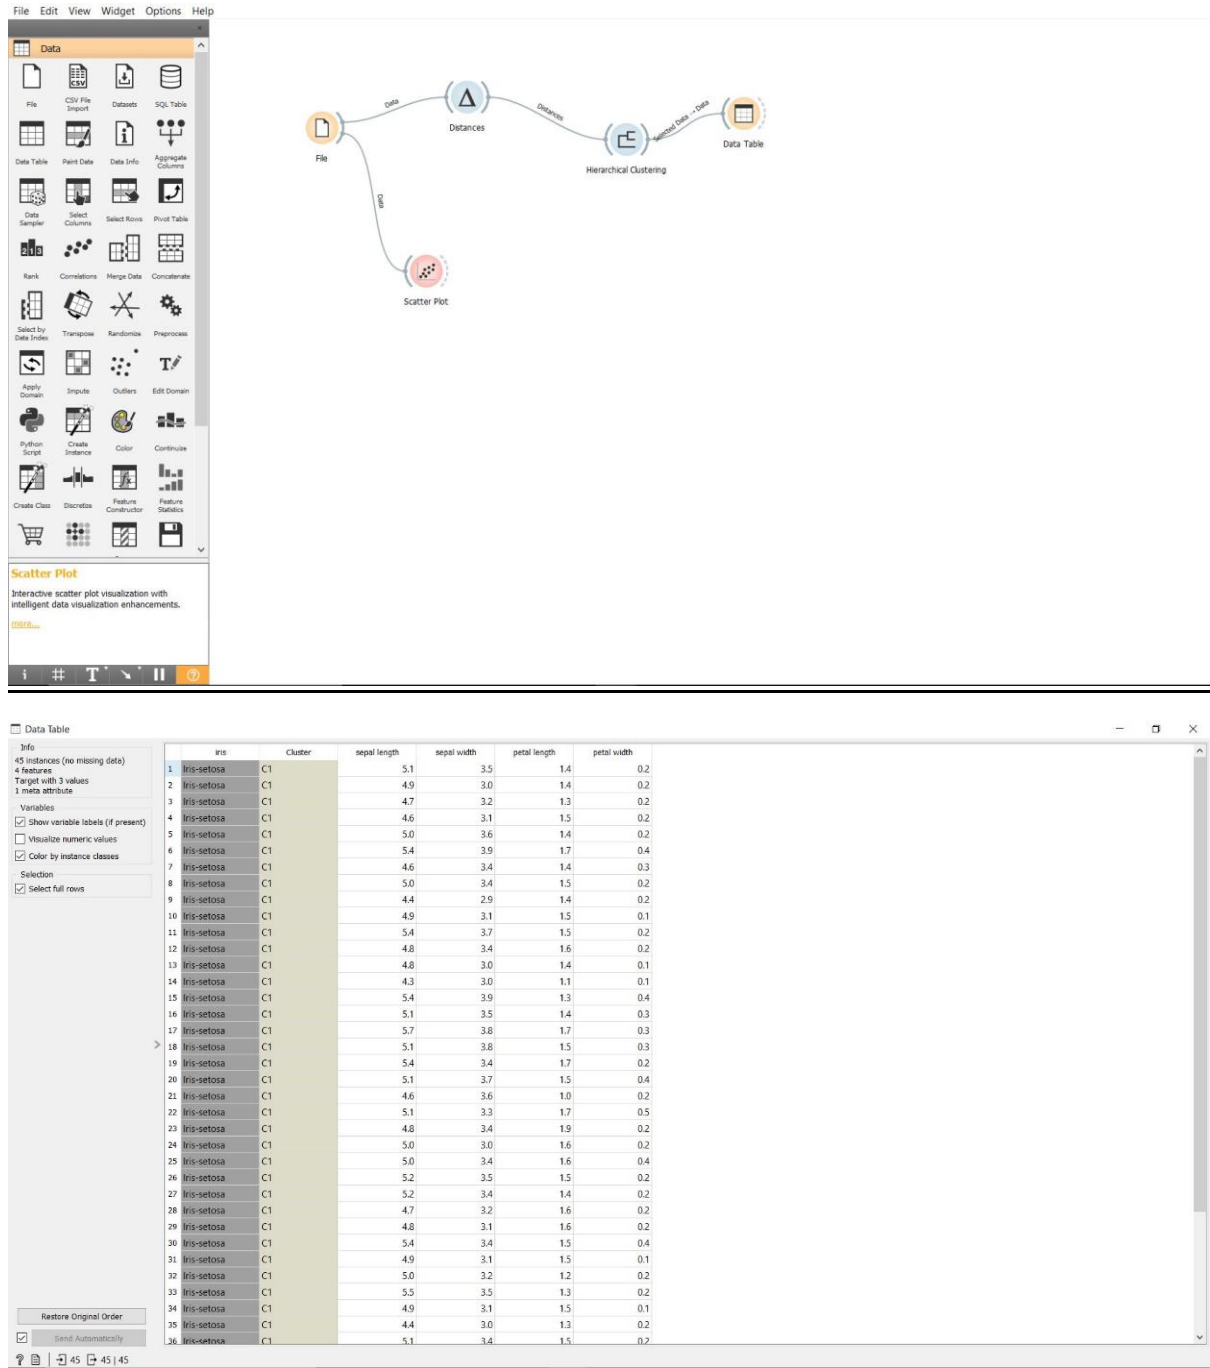 File Edit View Widget Options Help
Data
File CSV File Import Datasets SQL Table
Data Table Paint Data Data Info Aggregate Columns
Data Sampler Select Columns Select Rows Pivot Table
Rank Correlations Merge Data Concatenate
Select by Data Index Transpose Randomize Preprocess
Apply Domain Impute Outliers Edit Domain
Python Script Create Instance Color Continuize
Create Class Discretize Feature Constructor Feature Statistics
Scatter Plot
Interactive scatter plot visualization with
intelligent data visualization enhancements.
more...
File
Data
Distances
Distances
Hierarchical Clustering
Selected Data → Data
Data Table
Data
Scatter Plot
Data Table
Info
45 instances (no missing data)
4 features
Target with 3 values
1 meta attribute
Variables
Show variable labels (if present)
Visualize numeric values
Color by instance classes
Selection
Select full rows
Restore Original Order
Send Automatically
45 45 | 45
iris Cluster sepal length sepal width petal length petal width
1 Iris-setosa C1 5.1 3.5 1.4 0.2
2 Iris-setosa C1 4.9 3.0 1.4 0.2
3 Iris-setosa C1 4.7 3.2 1.3 0.2
4 Iris-setosa C1 4.6 3.1 1.5 0.2
5 Iris-setosa C1 5.0 3.6 1.4 0.2
6 Iris-setosa C1 5.4 3.9 1.7 0.4
7 Iris-setosa C1 4.6 3.4 1.4 0.3
8 Iris-setosa C1 5.0 3.4 1.5 0.2
9 Iris-setosa C1 4.4 2.9 1.4 0.2
10 Iris-setosa C1 4.9 3.1 1.5 0.1
11 Iris-setosa C1 5.4 3.7 1.5 0.2
12 Iris-setosa C1 4.8 3.4 1.6 0.2
13 Iris-setosa C1 4.8 3.0 1.4 0.1
14 Iris-setosa C1 4.3 3.0 1.1 0.1
15 Iris-setosa C1 5.4 3.9 1.3 0.4
16 Iris-setosa C1 5.1 3.5 1.4 0.3
17 Iris-setosa C1 5.7 3.8 1.7 0.3
18 Iris-setosa C1 5.1 3.8 1.5 0.3
19 Iris-setosa C1 5.4 3.4 1.7 0.2
20 Iris-setosa C1 5.1 3.7 1.5 0.4
21 Iris-setosa C1 4.6 3.6 1.0 0.2
22 Iris-setosa C1 5.1 3.3 1.7 0.5
23 Iris-setosa C1 4.8 3.4 1.9 0.2
24 Iris-setosa C1 5.0 3.0 1.6 0.2
25 Iris-setosa C1 5.0 3.4 1.6 0.4
26 Iris-setosa C1 5.2 3.5 1.5 0.2
27 Iris-setosa C1 5.2 3.4 1.4 0.2
28 Iris-setosa C1 4.7 3.2 1.6 0.2
29 Iris-setosa C1 4.8 3.1 1.6 0.2
30 Iris-setosa C1 5.4 3.4 1.5 0.4
31 Iris-setosa C1 4.9 3.1 1.5 0.1
32 Iris-setosa C1 5.0 3.2 1.2 0.2
33 Iris-setosa C1 5.5 3.5 1.3 0.2
34 Iris-setosa C1 4.9 3.1 1.5 0.1
35 Iris-setosa C1 4.4 3.0 1.3 0.2
36 Iris-setosa C1 5.1 3.4 1.5 0.2